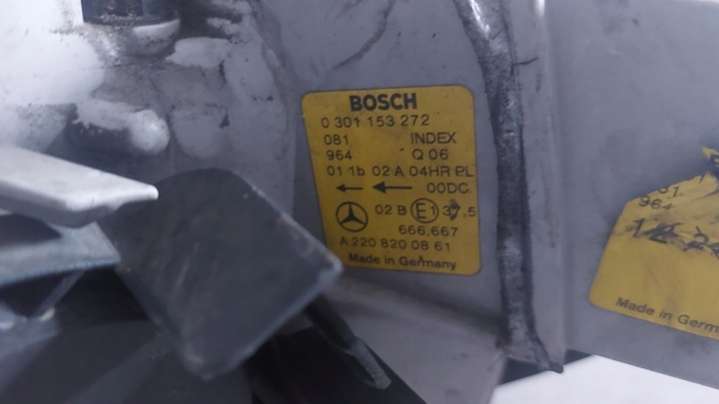 BOSCH
0 301 153 272
081 INDEX
964 Q 06
01 1b 02 A 04HR PL
00DC
02 B E1 37,5
666,667
A 220 820 08 61
Made in Germany
964
Made in Germ